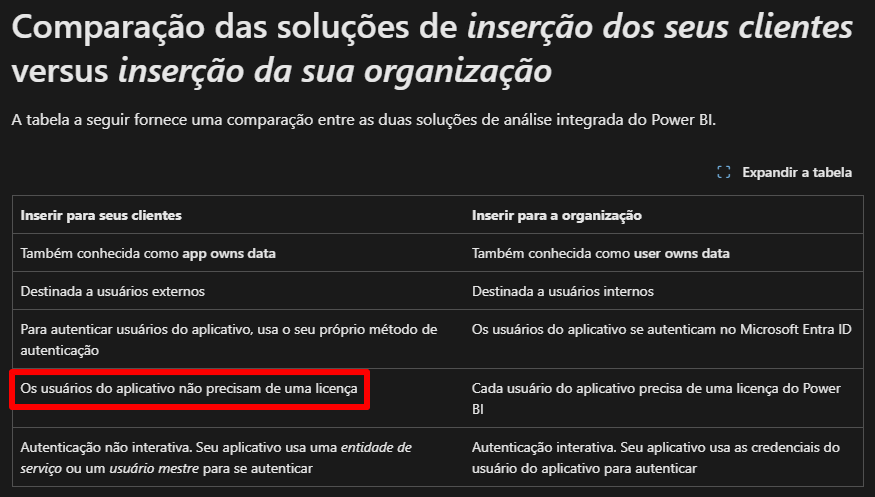 Comparação das soluções de inserção dos seus clientes
versus inserção da sua organização
A tabela a seguir fornece uma comparação entre as duas soluções de análise integrada do Power BI.
Expandir a tabela
Inserir para seus clientes
Inserir para a organização
Também conhecida como app owns data
Também conhecida como user owns data
Destinada a usuários externos
Destinada a usuários internos
Para autenticar usuários do aplicativo, usa o seu próprio método de
autenticação
Os usuários do aplicativo se autenticam no Microsoft Entra ID
Os usuários do aplicativo não precisam de uma licença
Cada usuário do aplicativo precisa de uma licença do Power
BI
Autenticação não interativa. Seu aplicativo usa uma entidade de
serviço ou um usuário mestre para se autenticar
Autenticação interativa. Seu aplicativo usa as credenciais do
usuário do aplicativo para autenticar